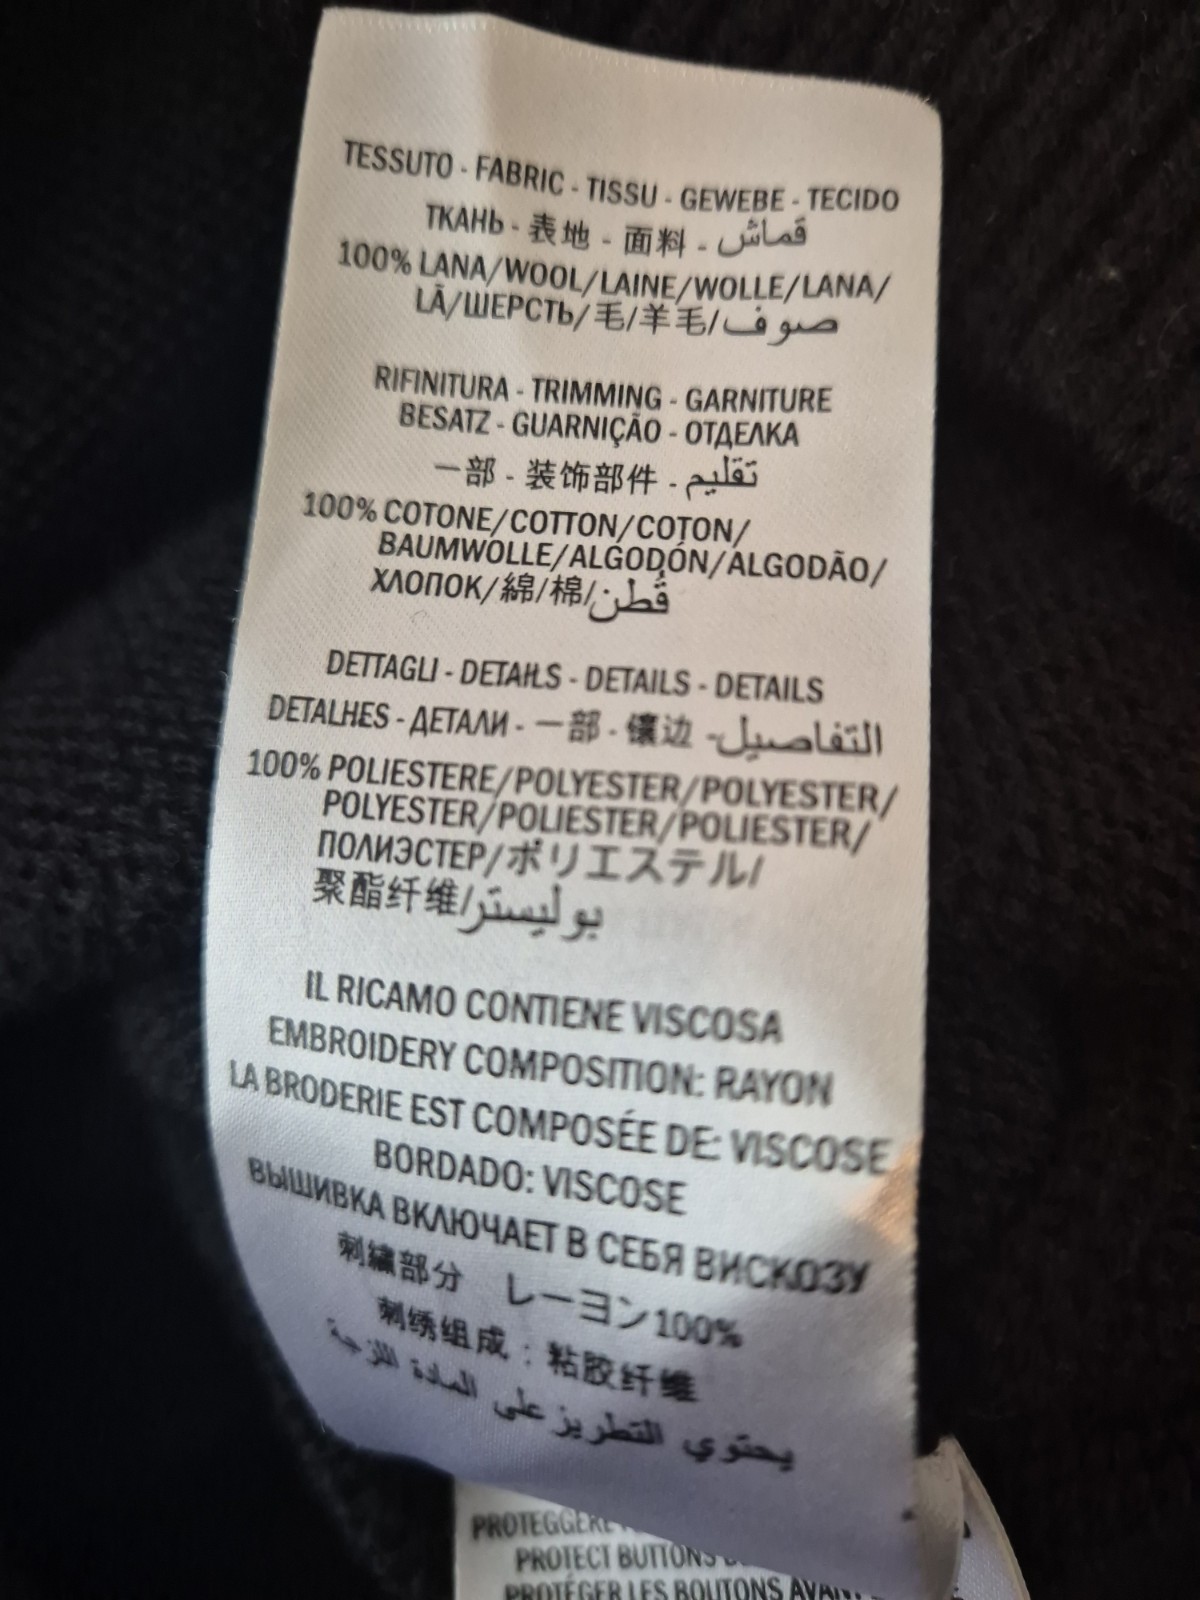 TESSUTO - FABRIC - TISSU - GEWEBE - TECIDO
ТКАНЬ - 表地 - 面料 - قماش
100% LANA/WOOL/LAINE/WOLLE/LANA/
LÃ/ШЕРСТЬ/毛/羊毛/صوف
RIFINITURA - TRIMMING - GARNITURE
BESATZ - GUARNIÇÃO - ОТДЕЛКА
一部 - 装饰部件 - تقليم
100% COTONE/COTTON/COTON/
BAUMWOLLE/ALGODÓN/ALGODÃO/
ХЛОПОК/綿/棉/قُطن
DETTAGLI - DETAILS - DETAILS - DETAILS
DETALHES - ДЕТАЛИ - 一部 - 镶边 - التفاصيل
100% POLIESTERE/POLYESTER/POLYESTER/
POLYESTER/POLIESTER/POLIESTER/
ПОЛИЭСТЕР/ポリエステル/
聚酯纤维/بوليستر
IL RICAMO CONTIENE VISCOSA
EMBROIDERY COMPOSITION: RAYON
LA BRODERIE EST COMPOSÉE DE: VISCOSE
BORDADO: VISCOSE
ВЫШИВКА ВКЛЮЧАЕТ В СЕБЯ ВИСКОЗУ
刺繍部分 レーヨン100%
刺绣组成：粘胶纤维
يحتوي التطريز على المادة اللزجة
PROTEGGERE
PROTECT BUTTONS
PROTÉGER LES BOUTONS AVANT